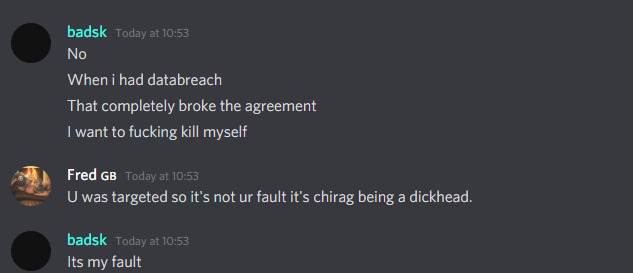 badsk Today at 10:53
No
When i had databreach
That completely broke the agreement
I want to fucking kill myself
Fred GB Today at 10:53
U was targeted so it's not ur fault it's chirag being a dickhead.
badsk Today at 10:53
Its my fault